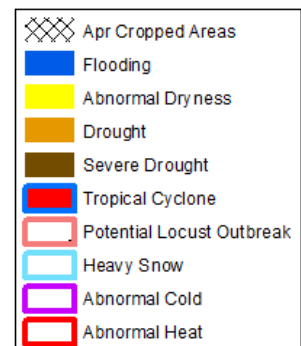 Apr Cropped Areas
Flooding
Abnormal Dryness
Drought
Severe Drought
Tropical Cyclone
Potential Locust Outbreak
Heavy Snow
Abnormal Cold
Abnormal Heat